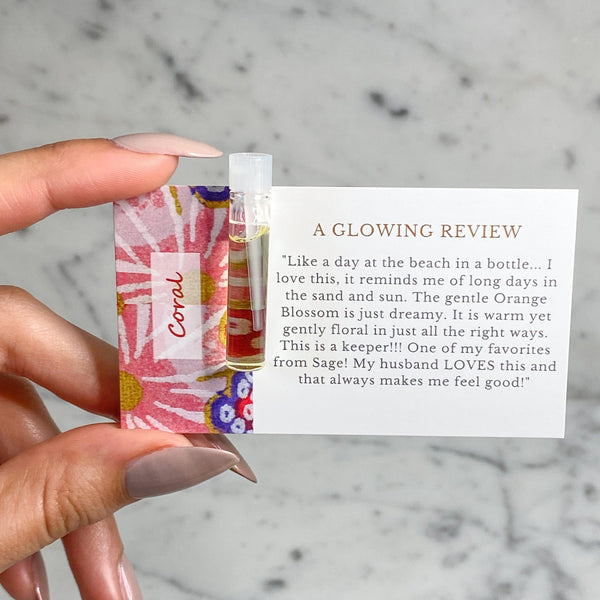 Coral
A GLOWING REVIEW
"Like a day at the beach in a bottle... I
love this, it reminds me of long days in
the sand and sun. The gentle Orange
Blossom is just dreamy. It is warm yet
gently floral in just all the right ways.
This is a keeper!!! One of my favorites
from Sage! My husband LOVES this and
that always makes me feel good!"